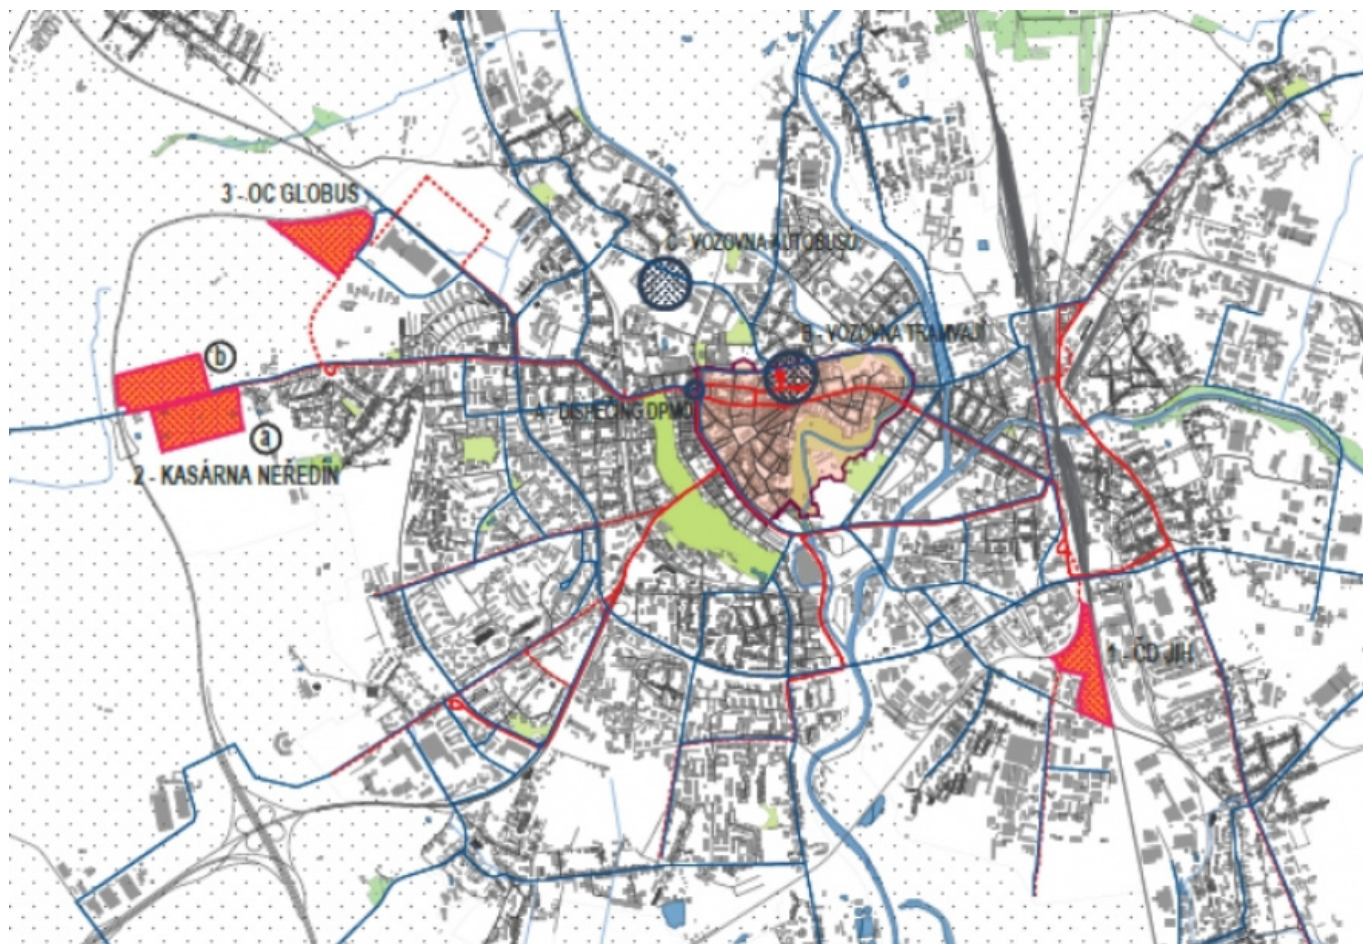 3 - OC GLOBUS
C - VOZOVNA AUTOBUSŮ
B - VOZOVNA TRAMVAJÍ
b
A - DISPEČING DPMO
a
2 - KASÁRNA NEŘEDÍN
1 - ČD JIH